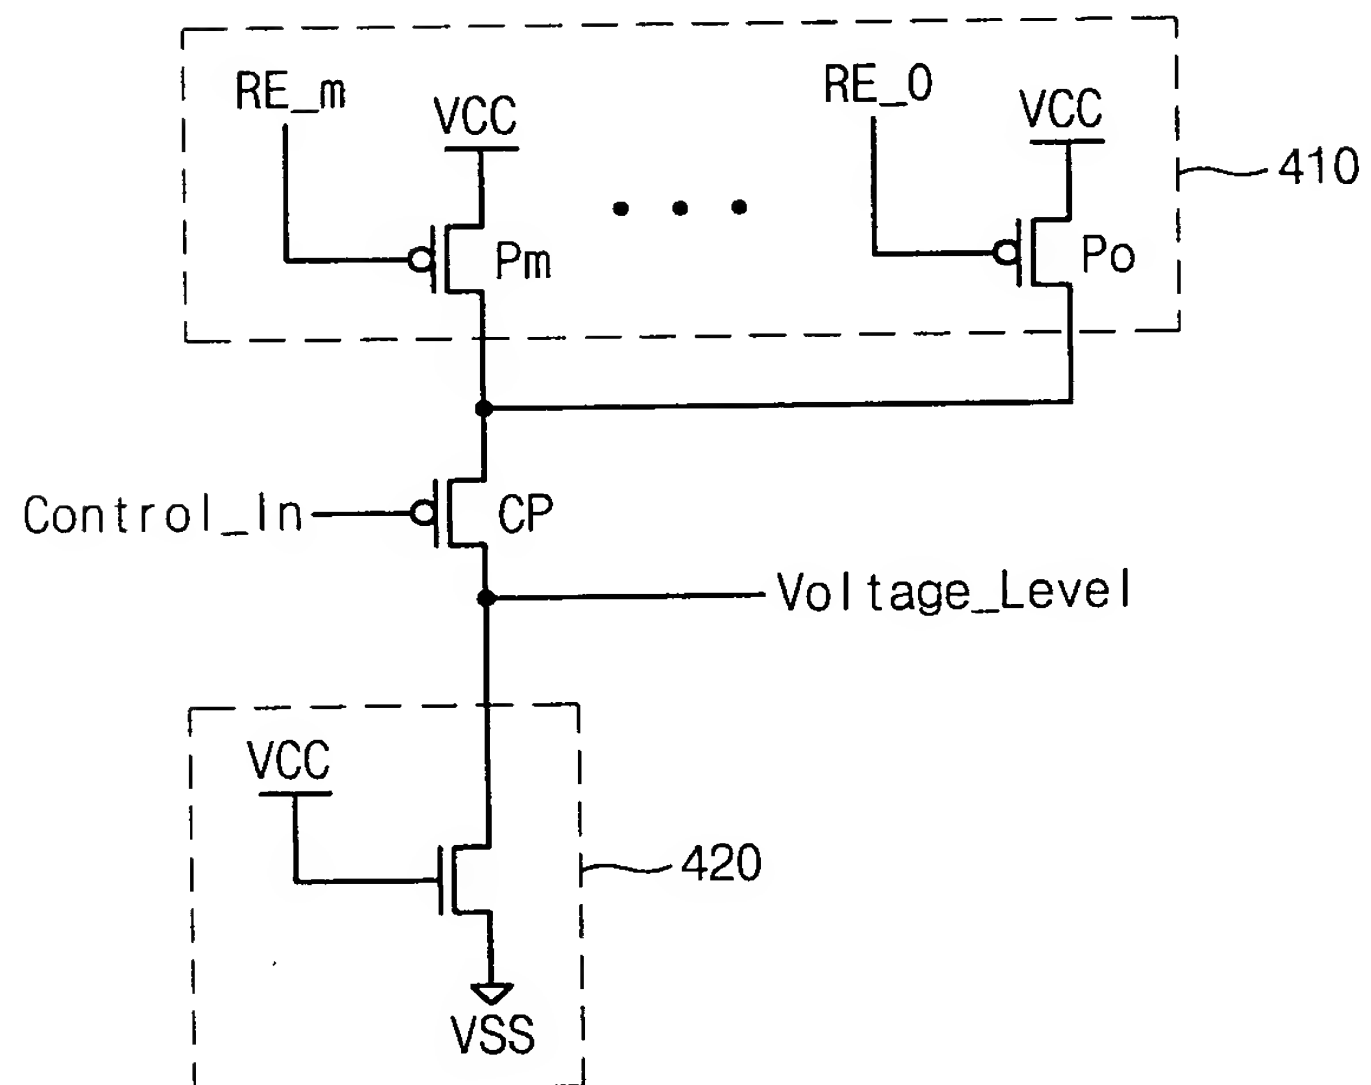 RE_m
VCC
RE_0
VCC
410
Pm
Po
Control_In
CP
Voltage_Level
VCC
420
VSS